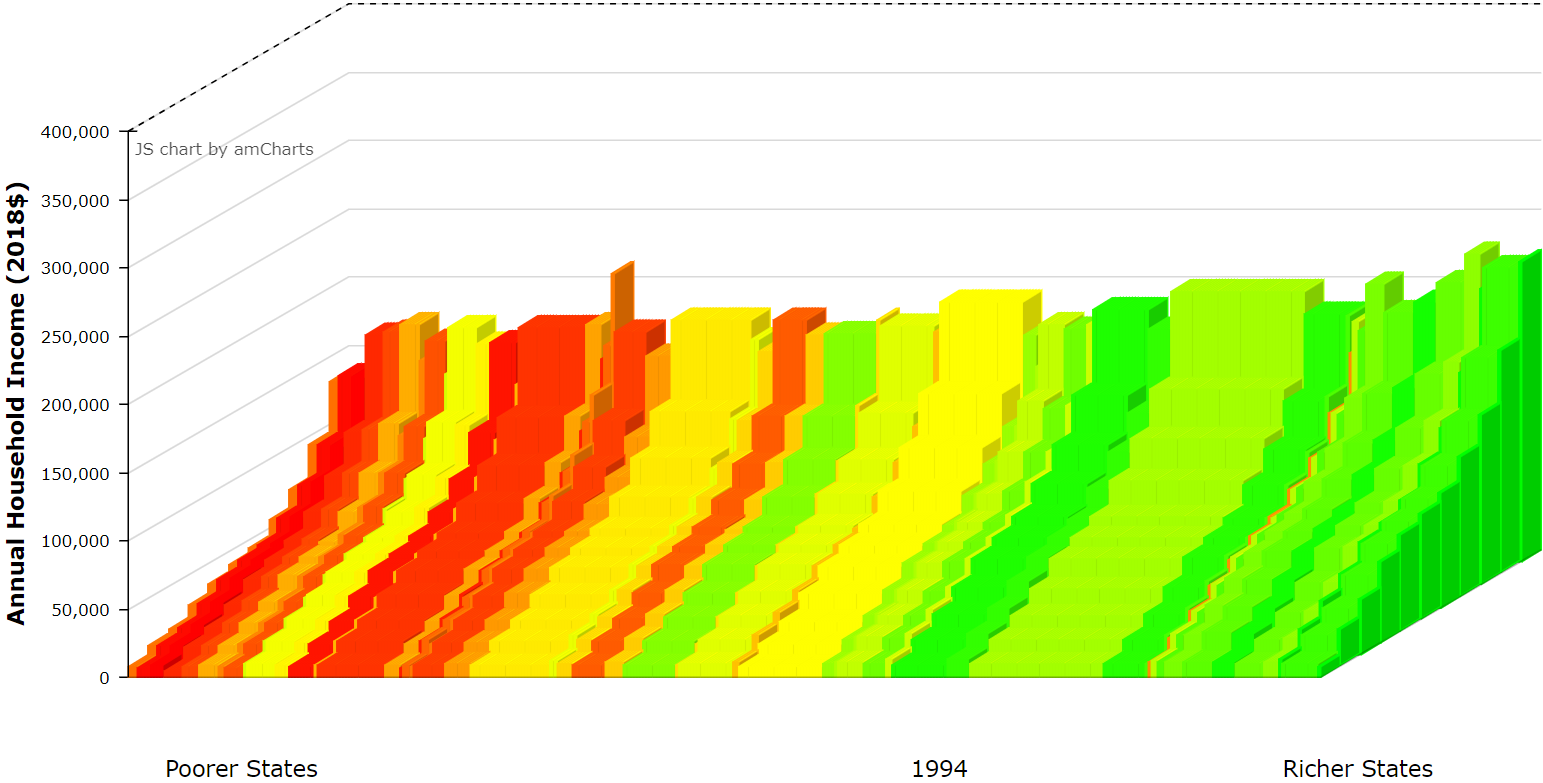 400,000
JS chart by amCharts
350,000
300,000
250,000
200,000
150,000
100,000
50,000
0
Annual Household Income (2018$)
Poorer States
1994
Richer States